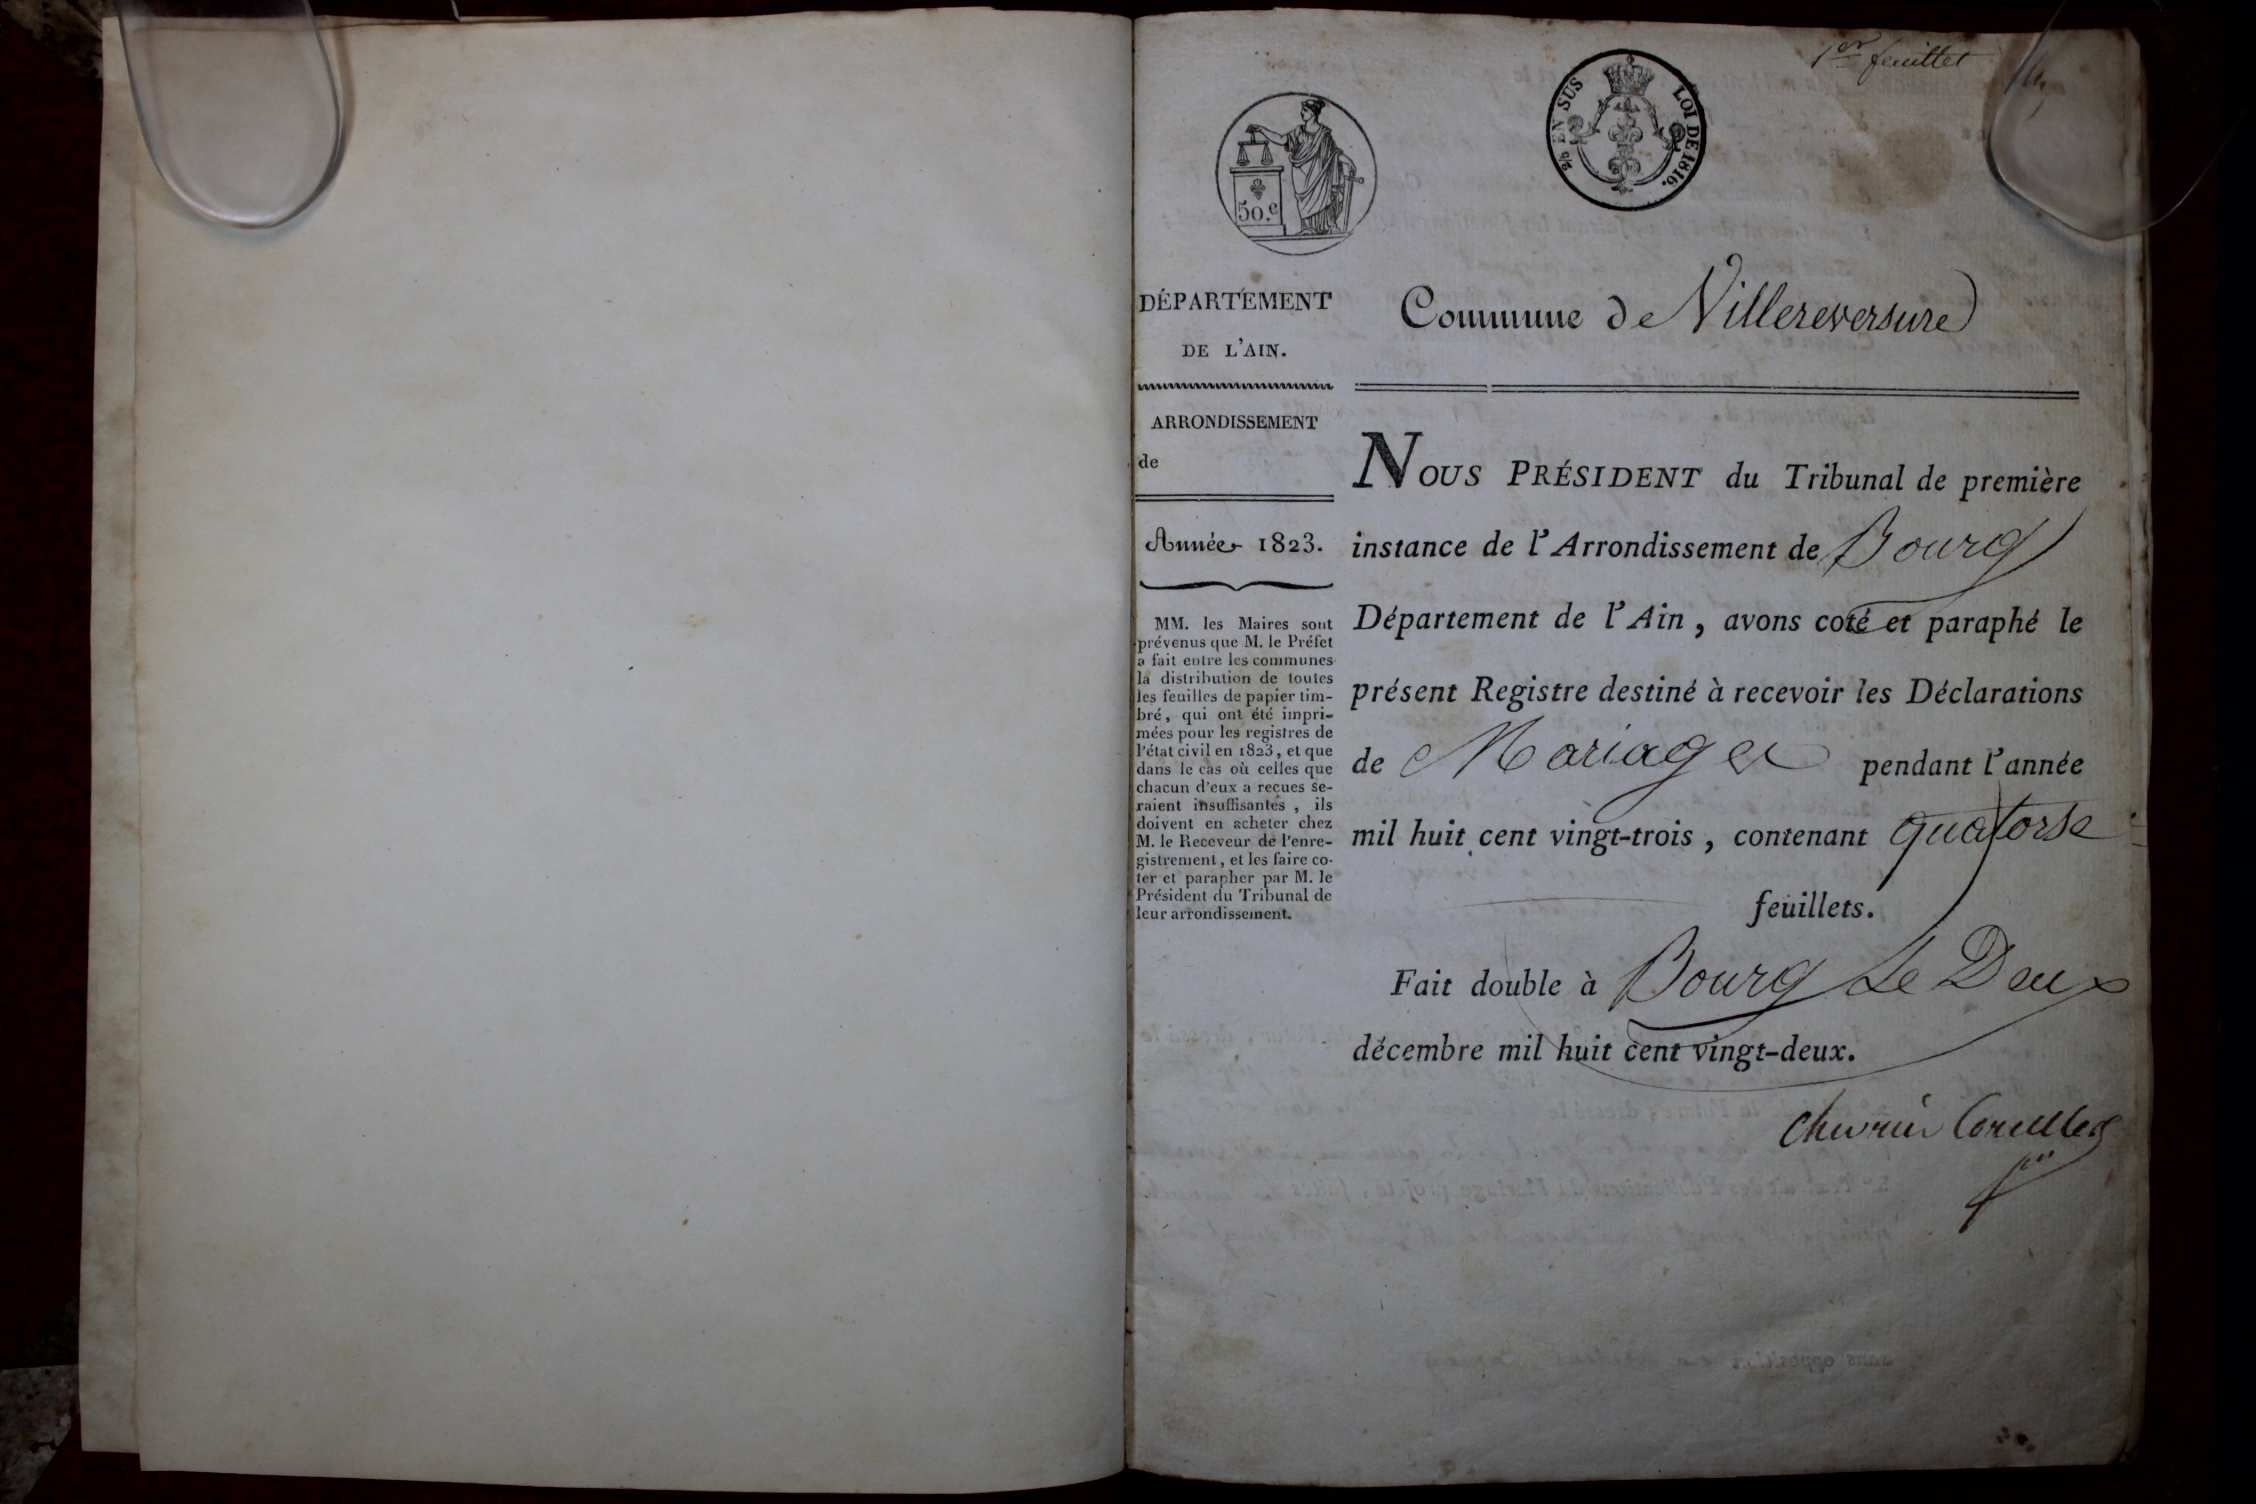 1er feuillet
2/5 EN SUS LOI DE 1816.
50.c
DÉPARTEMENT
DE L'AIN.
ARRONDISSEMENT
de
Année 1823.
MM. les Maires sont
prévenus que M. le Préfet
a fait entre les communes
la distribution de toutes
les feuilles de papier tim-
bré, qui ont été impri-
mées pour les registres de
l'état civil en 1823, et que
dans le cas où celles que
chacun d'eux a reçues se-
raient insuffisantes, ils
doivent en acheter chez
M. le Receveur de l'enre-
gistrement, et les faire co-
ter et parapher par M. le
Président du Tribunal de
leur arrondissement.
Commune de Villereversure
NOUS PRÉSIDENT du Tribunal de première
instance de l'Arrondissement de Bourg
Département de l'Ain, avons coté et paraphé le
présent Registre destiné à recevoir les Déclarations
de Mariages pendant l'année
mil huit cent vingt-trois, contenant quatorse
feuillets.
Fait double à Bourg Le Deux
décembre mil huit cent vingt-deux.